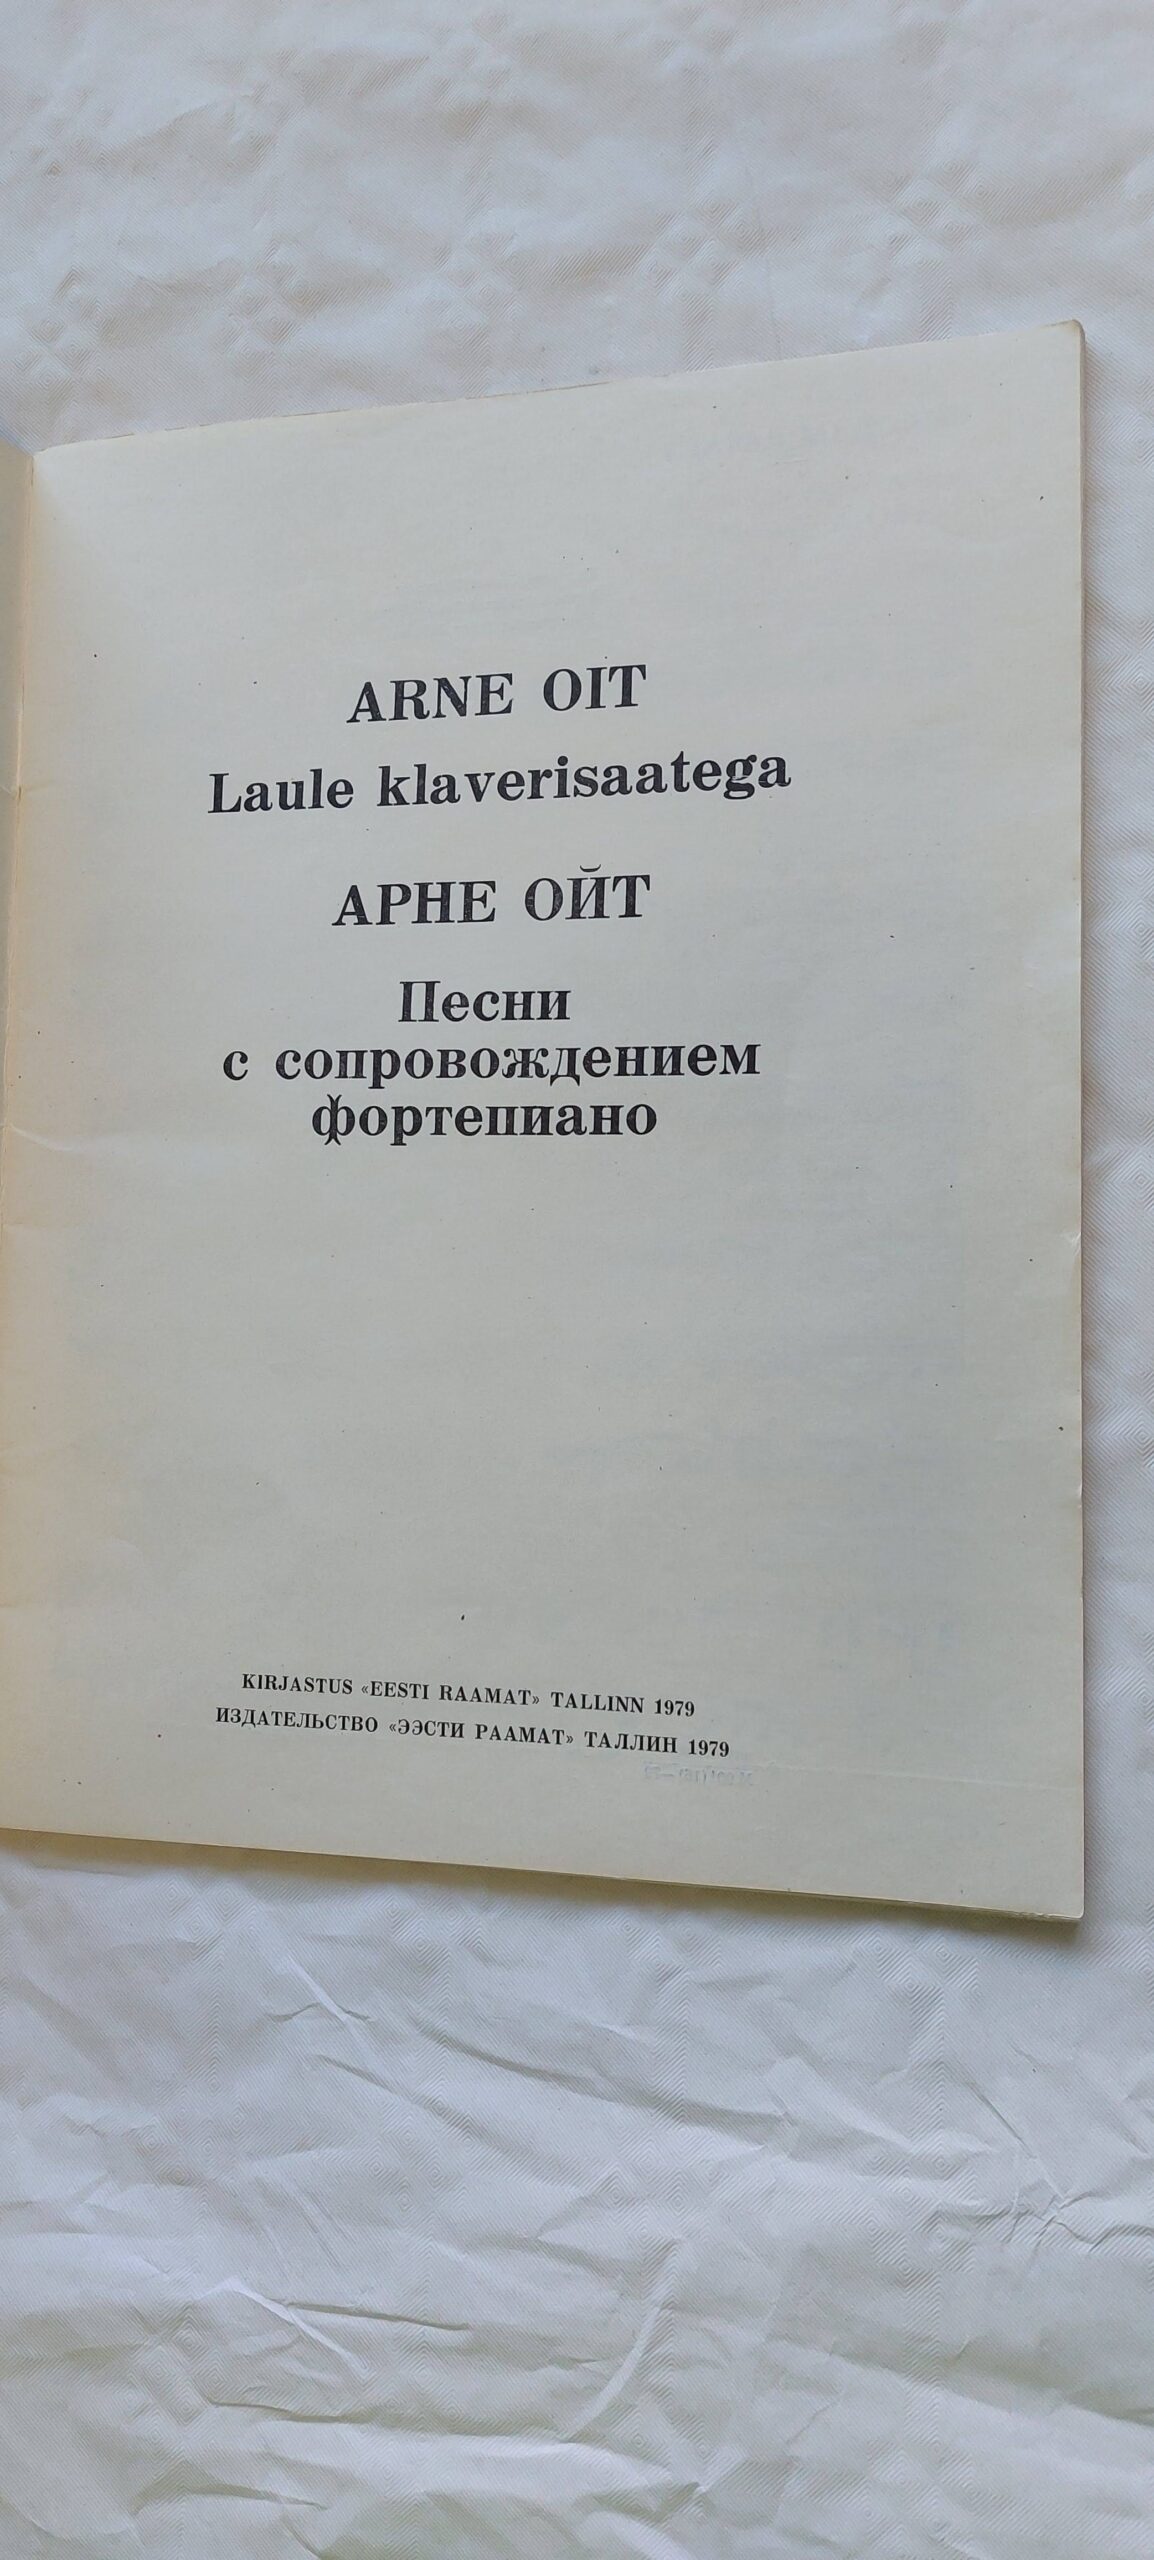 ARNE OIT
Laule klaverisaatega
АРНЕ ОЙТ
Песни
с сопровождением
фортепиано
KIRJASTUS «EESTI RAAMAT» TALLINN 1979
ИЗДАТЕЛЬСТВО «ЭЭСТИ РААМАТ» ТАЛЛИН 1979